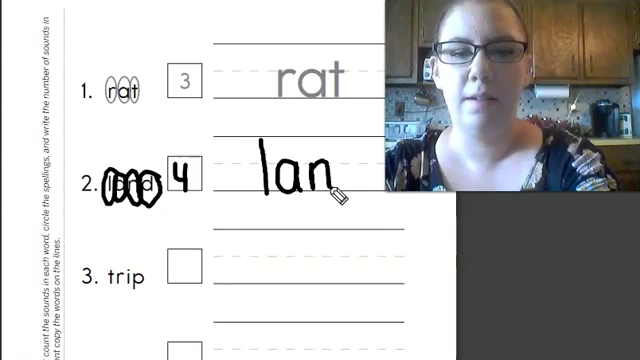 count the sounds in each word, circle the spellings, and write the number of sounds in
nt copy the words on the lines.
1. rat 3 rat
2. land 4 lan
3. trip